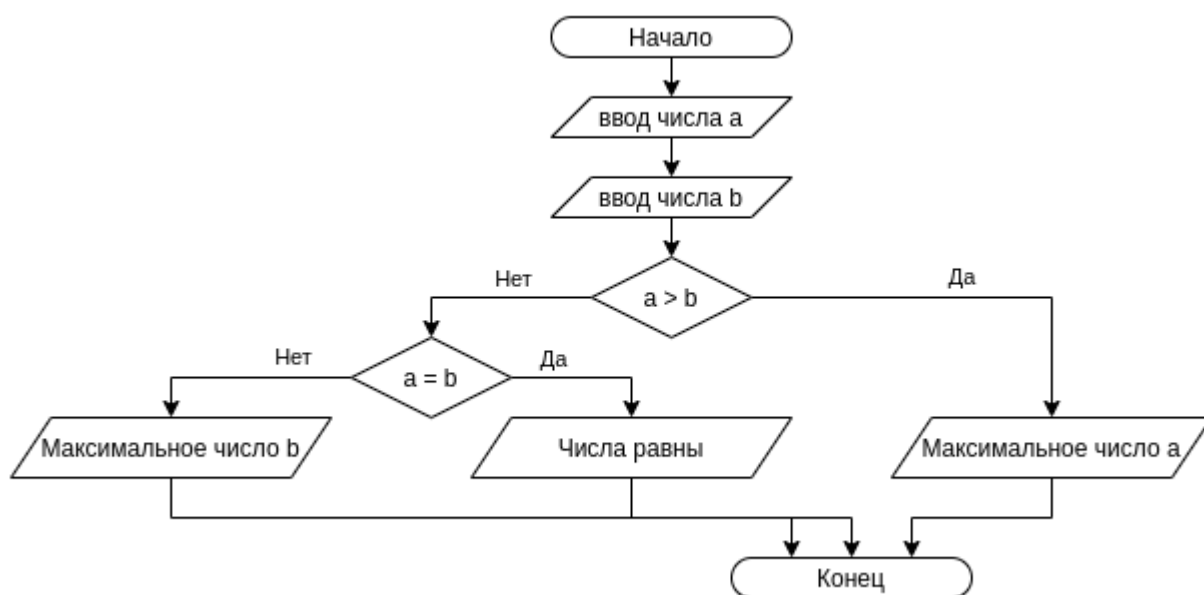 Начало
ввод числа a
ввод числа b
a > b
Нет
Да
a = b
Нет
Да
Максимальное число b
Числа равны
Максимальное число a
Конец